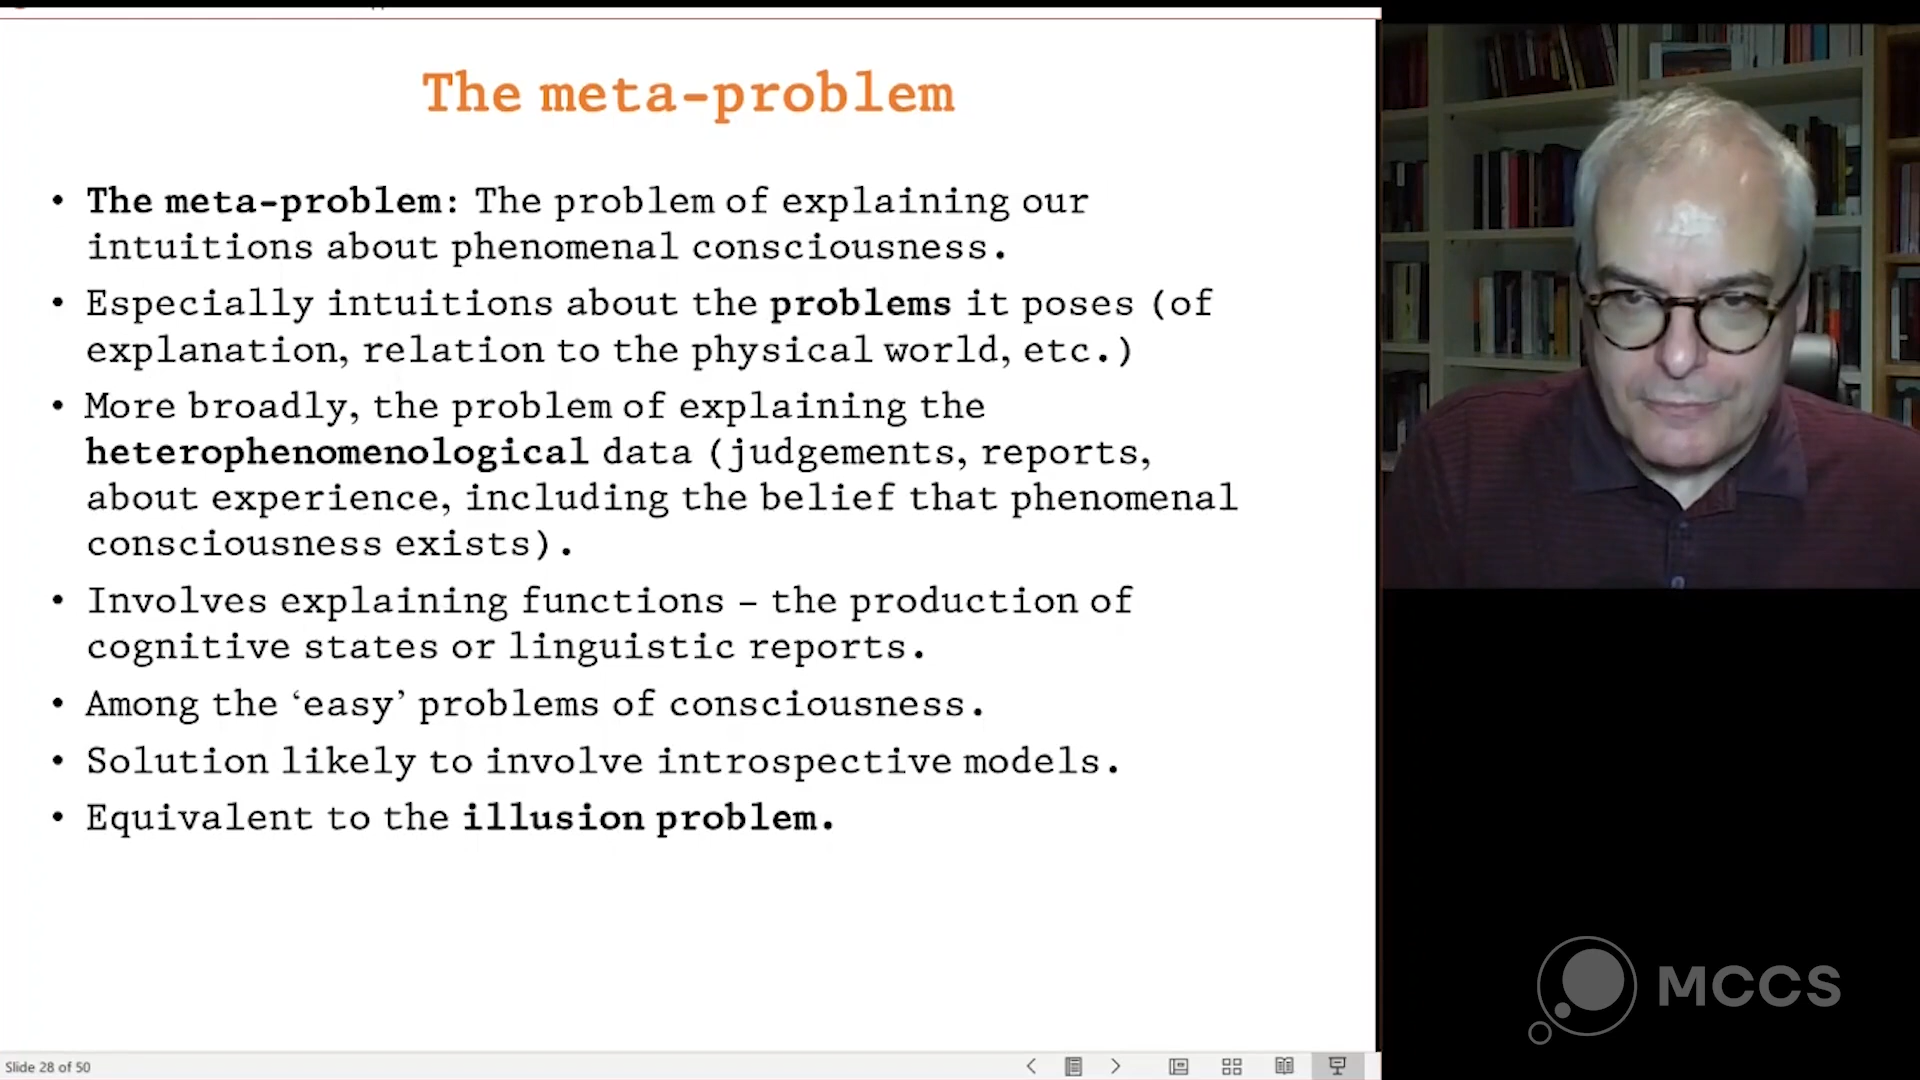 The meta-problem
• The meta-problem: The problem of explaining our
intuitions about phenomenal consciousness.
• Especially intuitions about the problems it poses (of
explanation, relation to the physical world, etc.)
• More broadly, the problem of explaining the
heterophenomenological data (judgements, reports,
about experience, including the belief that phenomenal
consciousness exists).
• Involves explaining functions – the production of
cognitive states or linguistic reports.
• Among the ‘easy’ problems of consciousness.
• Solution likely to involve introspective models.
• Equivalent to the illusion problem.
Slide 28 of 50
MCCS